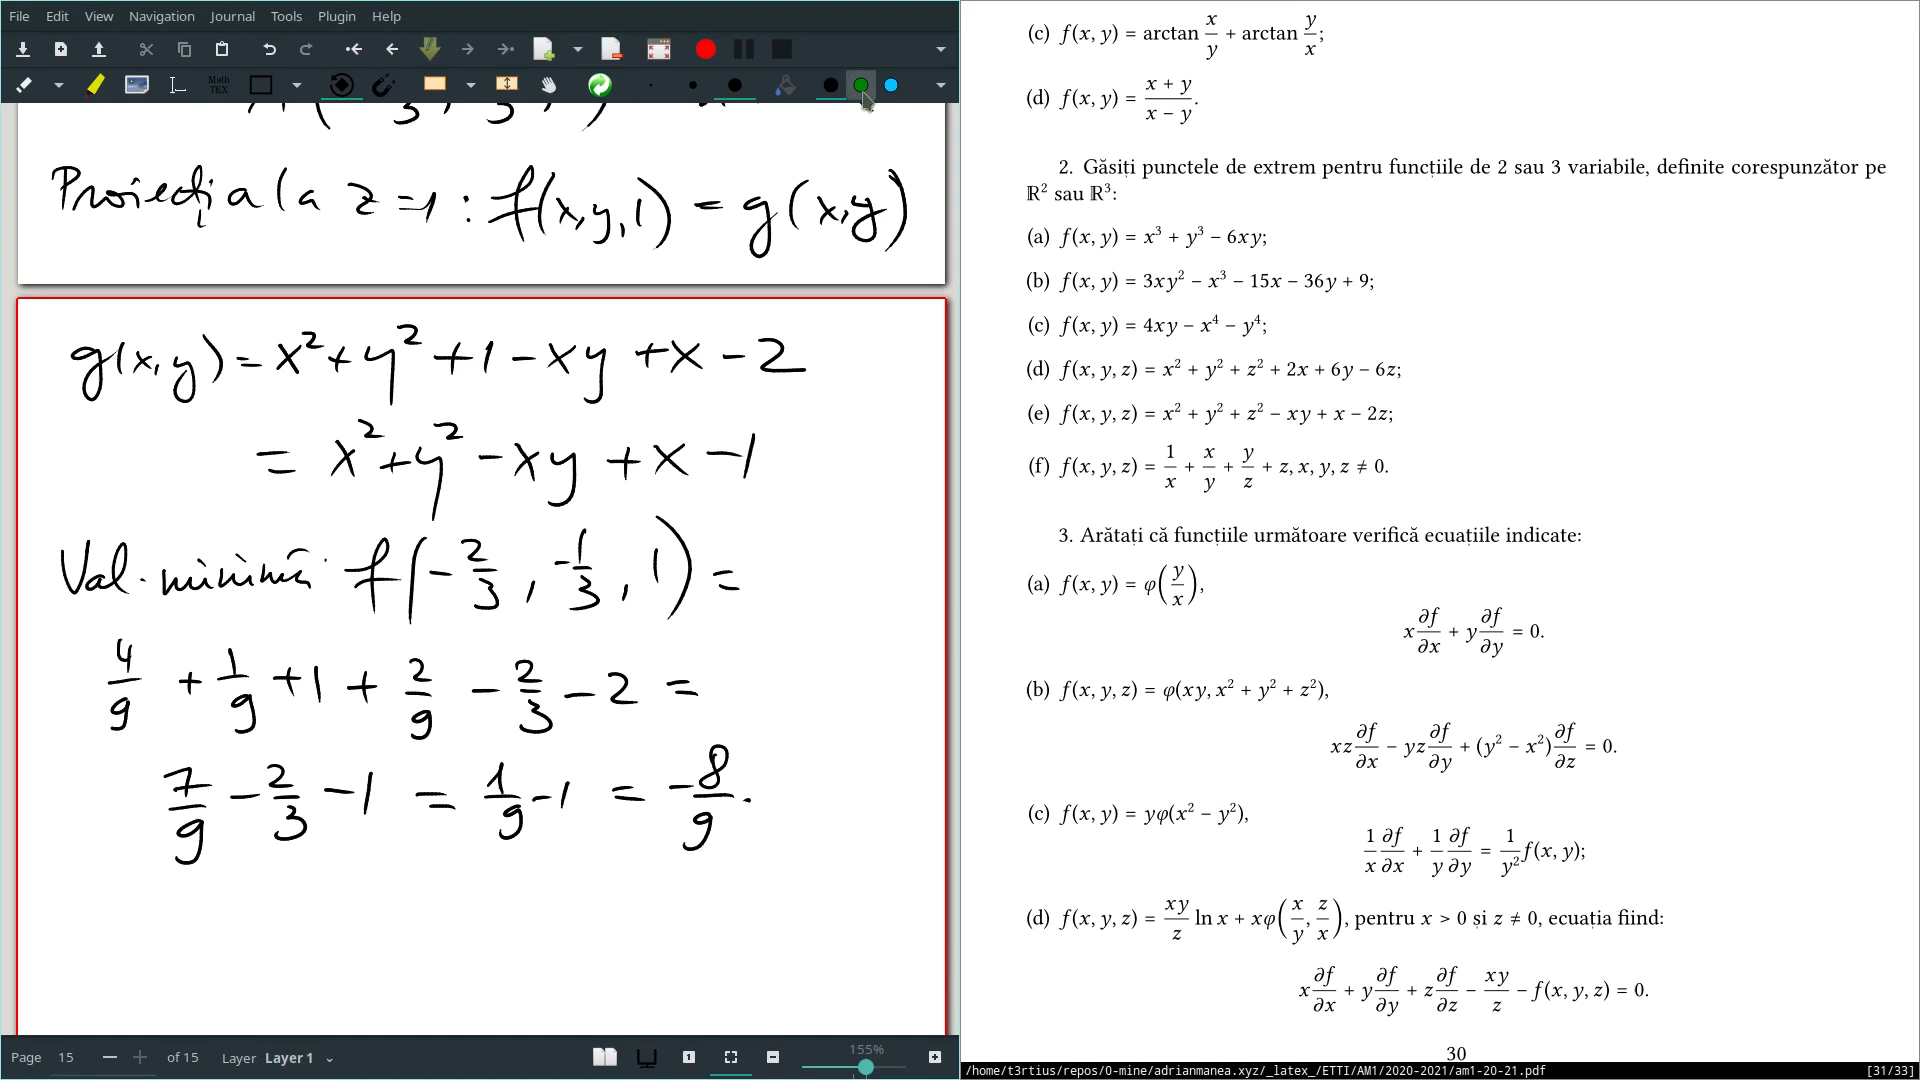 File Edit View Navigation Journal Tools Plugin Help
Math TEX
Proiecția la z = 1 : f(x,y,1) = g(x,y)
g(x,y) = x² + y² + 1 - xy + x - 2
= x² + y² - xy + x - 1
Val. minimă: f(-2/3, -1/3, 1) =
4/9 + 1/9 + 1 + 2/9 - 2/3 - 2 =
7/9 - 2/3 - 1 = 1/9 - 1 = -8/9.
Page 15 of 15 Layer Layer 1 155%
(c) f(x, y) = arctan x/y + arctan y/x;
(d) f(x, y) = (x + y)/(x − y).
2. Găsiți punctele de extrem pentru funcțiile de 2 sau 3 variabile, definite corespunzător pe
ℝ² sau ℝ³:
(a) f(x, y) = x³ + y³ − 6xy;
(b) f(x, y) = 3xy² − x³ − 15x − 36y + 9;
(c) f(x, y) = 4xy − x⁴ − y⁴;
(d) f(x, y, z) = x² + y² + z² + 2x + 6y − 6z;
(e) f(x, y, z) = x² + y² + z² − xy + x − 2z;
(f) f(x, y, z) = 1/x + x/y + y/z + z, x, y, z ≠ 0.
3. Arătați că funcțiile următoare verifică ecuațiile indicate:
(a) f(x, y) = φ(y/x),
x ∂f/∂x + y ∂f/∂y = 0.
(b) f(x, y, z) = φ(xy, x² + y² + z²),
xz ∂f/∂x − yz ∂f/∂y + (y² − x²) ∂f/∂z = 0.
(c) f(x, y) = yφ(x² − y²),
1/x ∂f/∂x + 1/y ∂f/∂y = 1/y² f(x, y);
(d) f(x, y, z) = xy/z ln x + xφ(x/y, z/x), pentru x > 0 și z ≠ 0, ecuația fiind:
x ∂f/∂x + y ∂f/∂y + z ∂f/∂z − xy/z − f(x, y, z) = 0.
30
/home/t3rtius/repos/0-mine/adrianmanea.xyz/_latex_/ETTI/AM1/2020-2021/am1-20-21.pdf [31/33]